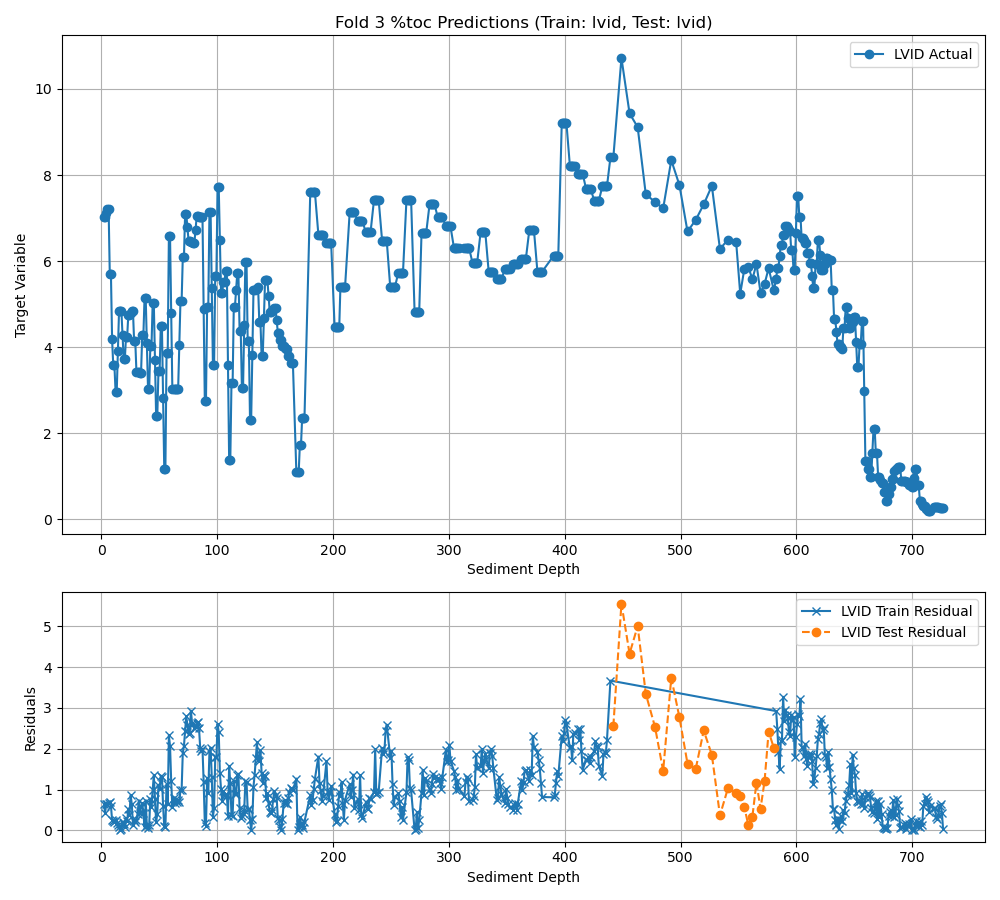 Fold 3 %toc Predictions (Train: lvid, Test: lvid)
LVID Actual
Target Variable
10
8
6
4
2
0
0 100 200 300 400 500 600 700
Sediment Depth
LVID Train Residual
LVID Test Residual
Residuals
5
4
3
2
1
0
0 100 200 300 400 500 600 700
Sediment Depth